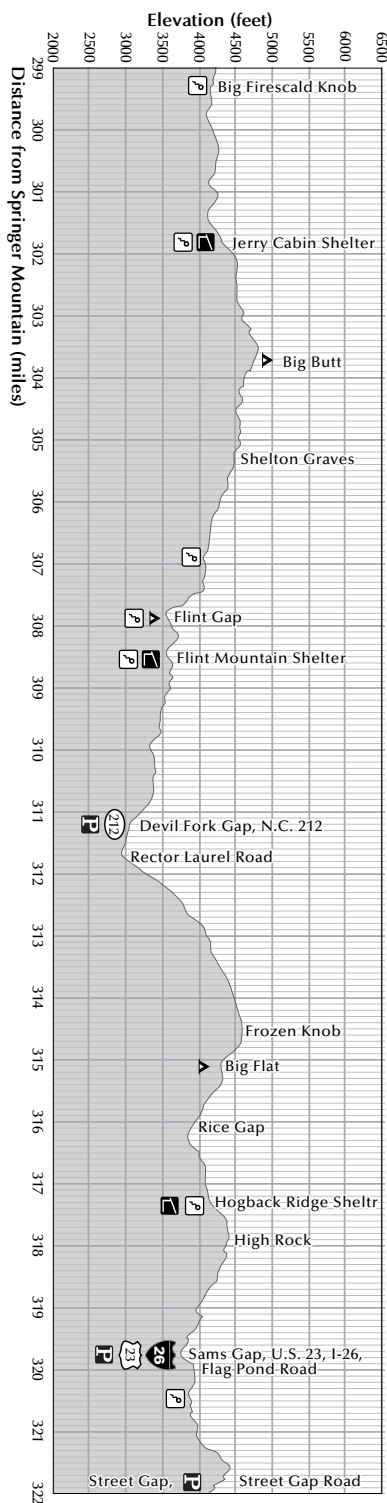 Elevation (feet)
2000 2500 3000 3500 4000 4500 5000 5500 6000 6500
Distance from Springer Mountain (miles)
299
300
301
302
303
304
305
306
307
308
309
310
311
312
313
314
315
316
317
318
319
320
321
322
Big Firescald Knob
Jerry Cabin Shelter
Big Butt
Shelton Graves
Flint Gap
Flint Mountain Shelter
P 212 Devil Fork Gap, N.C. 212
Rector Laurel Road
Frozen Knob
Big Flat
Rice Gap
Hogback Ridge Sheltr
High Rock
P 23 26 Sams Gap, U.S. 23, I-26,
Flag Pond Road
Street Gap, P Street Gap Road